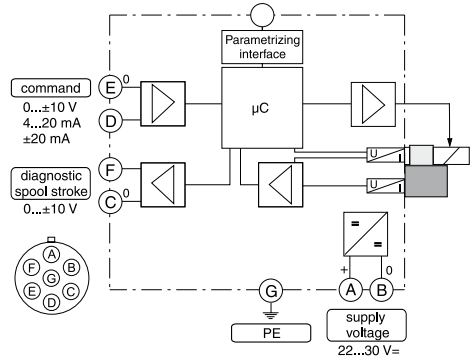 Parametrizing
interface
command
0...±10 V
4...20 mA
±20 mA
E 0
D
µC
diagnostic
spool stroke
0...±10 V
F
C 0
U I
U I
= =
+ 0
A B
G
PE
supply
voltage
22...30 V=
A
F B
G
E C
D